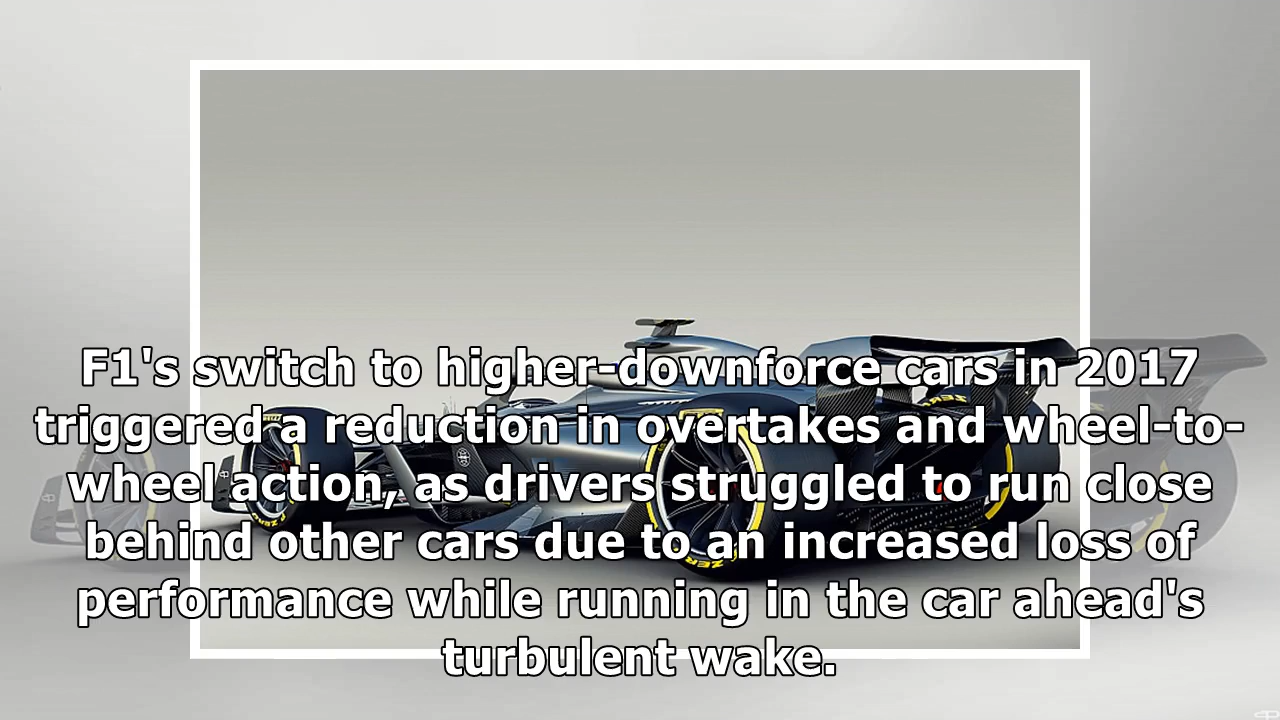 F1's switch to higher-downforce cars in 2017
triggered a reduction in overtakes and wheel-to-
wheel action, as drivers struggled to run close
behind other cars due to an increased loss of
performance while running in the car ahead's
turbulent wake.